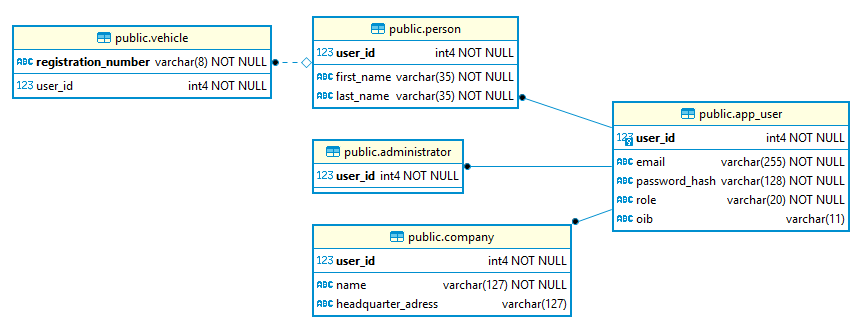 public.vehicle
ABC registration_number varchar(8) NOT NULL
123 user_id int4 NOT NULL
public.person
123 user_id int4 NOT NULL
ABC first_name varchar(35) NOT NULL
ABC last_name varchar(35) NOT NULL
public.administrator
123 user_id int4 NOT NULL
public.company
123 user_id int4 NOT NULL
ABC name varchar(127) NOT NULL
ABC headquarter_adress varchar(127)
public.app_user
123 user_id int4 NOT NULL
ABC email varchar(255) NOT NULL
ABC password_hash varchar(128) NOT NULL
ABC role varchar(20) NOT NULL
ABC oib varchar(11)